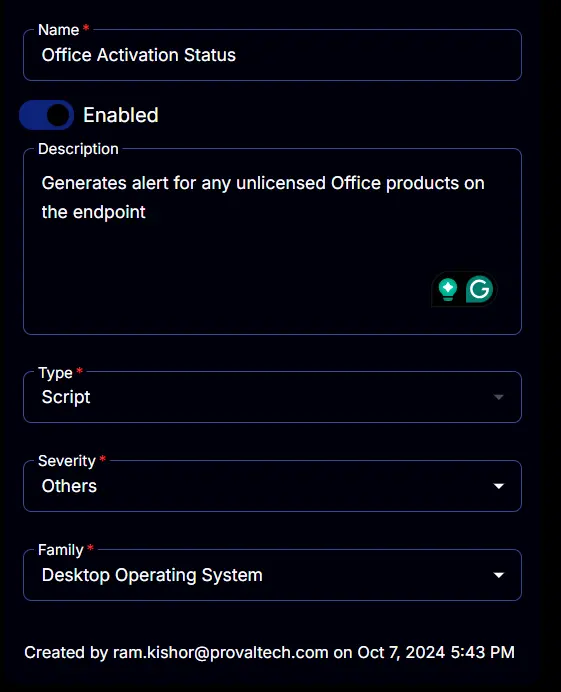 Name *
Office Activation Status
Enabled
Description
Generates alert for any unlicensed Office products on
the endpoint
Type *
Script
Severity *
Others
Family *
Desktop Operating System
Created by ram.kishor@provaltech.com on Oct 7, 2024 5:43 PM